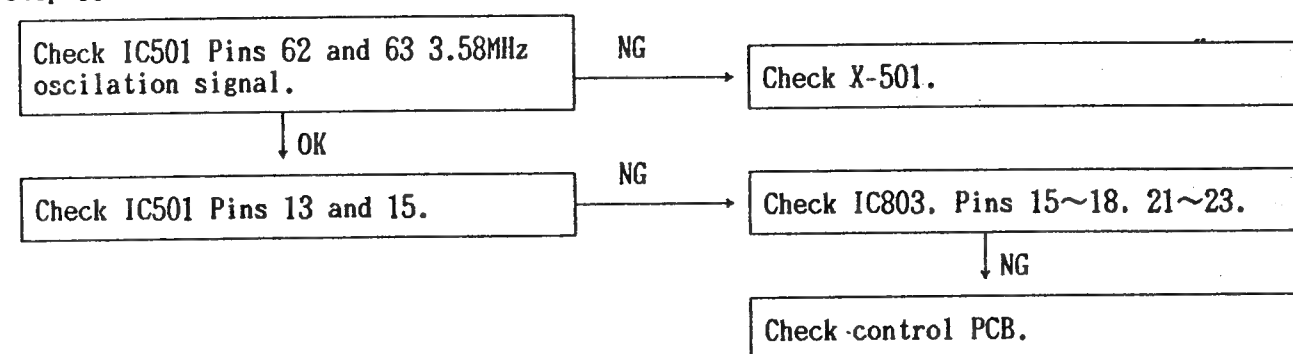 Check IC501 Pins 62 and 63 3.58MHz
oscilation signal.
NG
Check X-501.
OK
Check IC501 Pins 13 and 15.
NG
Check IC803. Pins 15~18. 21~23.
NG
Check control PCB.